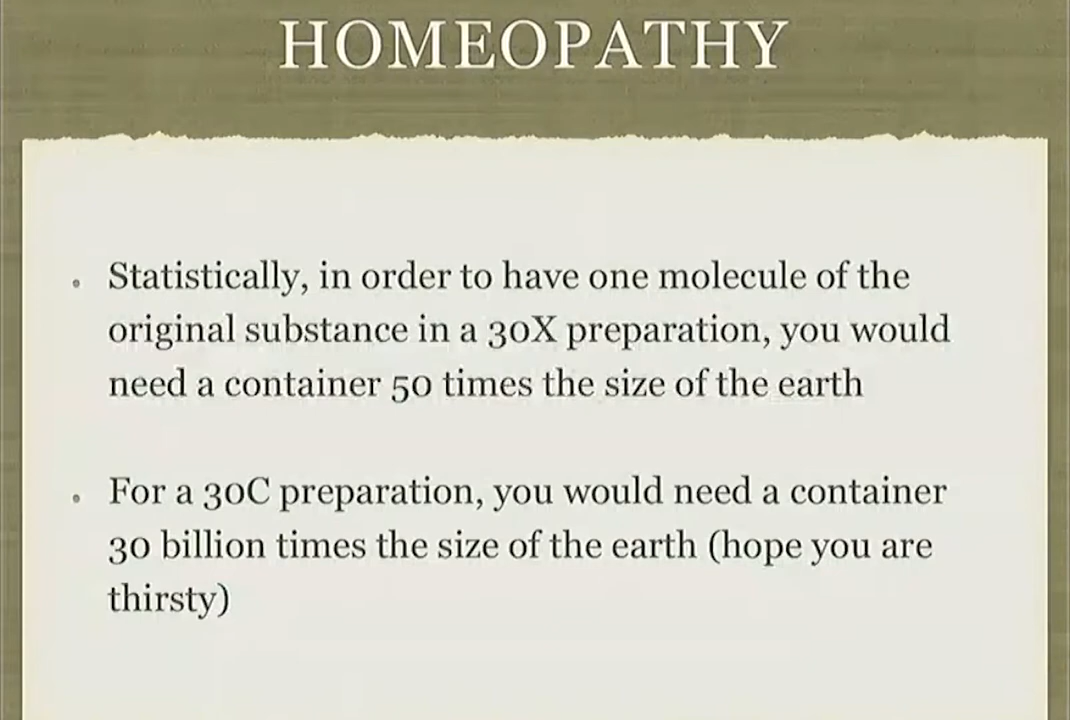 HOMEOPATHY
• Statistically, in order to have one molecule of the
original substance in a 30X preparation, you would
need a container 50 times the size of the earth
• For a 30C preparation, you would need a container
30 billion times the size of the earth (hope you are
thirsty)